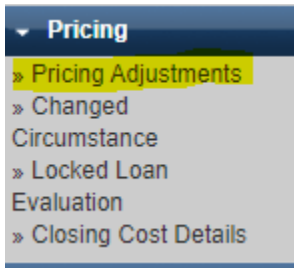 Pricing
» Pricing Adjustments
» Changed
Circumstance
» Locked Loan
Evaluation
» Closing Cost Details